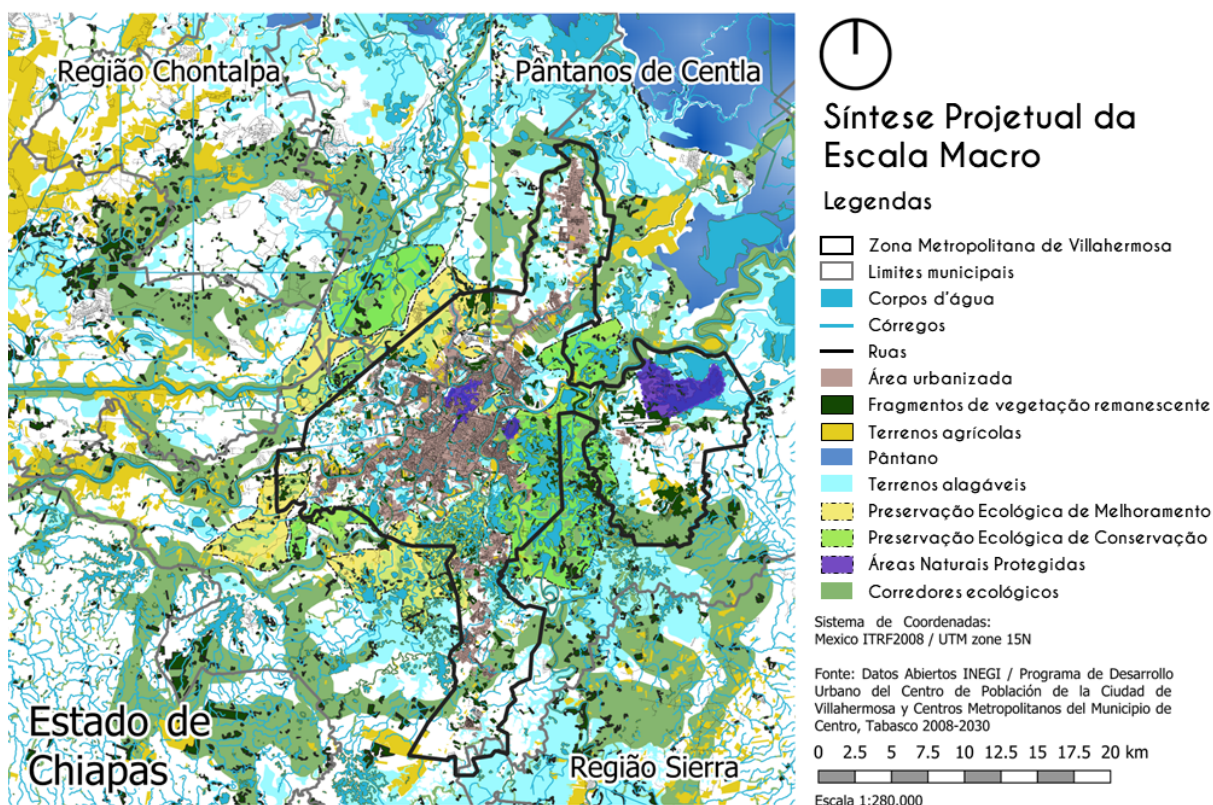 Região Chontalpa
Pântanos de Centla
Estado de
Chiapas
Região Sierra
Síntese Projetual da
Escala Macro
Legendas
Zona Metropolitana de Villahermosa
Limites municipais
Corpos d'água
Córregos
Ruas
Área urbanizada
Fragmentos de vegetação remanescente
Terrenos agrícolas
Pântano
Terrenos alagáveis
Preservação Ecológica de Melhoramento
Preservação Ecológica de Conservação
Áreas Naturais Protegidas
Corredores ecológicos
Sistema de Coordenadas:
Mexico ITRF2008 / UTM zone 15N
Fonte: Datos Abiertos INEGI / Programa de Desarrollo
Urbano del Centro de Población de la Ciudad de
Villahermosa y Centros Metropolitanos del Municipio de
Centro, Tabasco 2008-2030
0 2.5 5 7.5 10 12.5 15 17.5 20 km
Escala 1:280.000